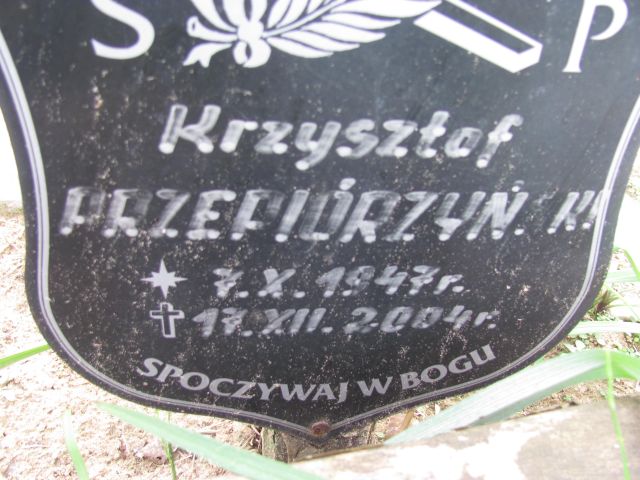 S P
Krzysztof
PRZEPIÓRZYŃSKI
7.X.1947r.
17.XII.2004r.
SPOCZYWAJ W BOGU